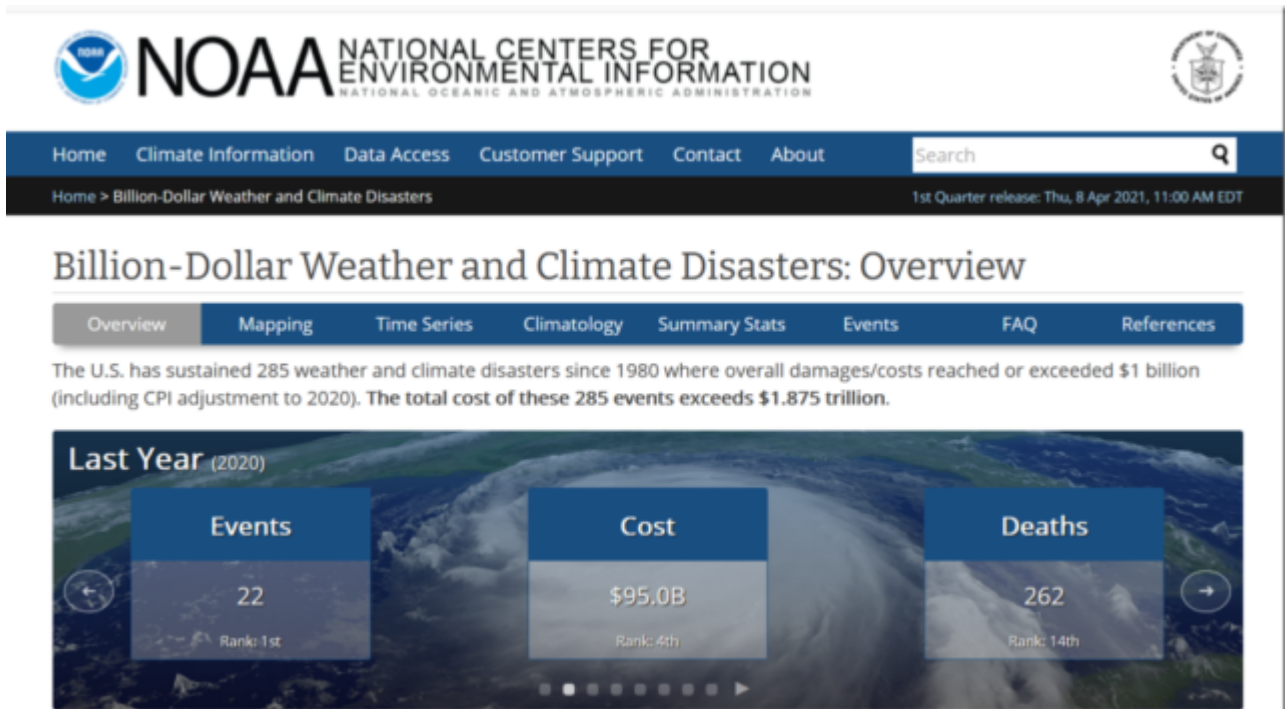 NOAA NATIONAL CENTERS FOR
ENVIRONMENTAL INFORMATION
NATIONAL OCEANIC AND ATMOSPHERIC ADMINISTRATION
Home Climate Information Data Access Customer Support Contact About Search
Home > Billion-Dollar Weather and Climate Disasters 1st Quarter release: Thu, 8 Apr 2021, 11:00 AM EDT
Billion-Dollar Weather and Climate Disasters: Overview
Overview Mapping Time Series Climatology Summary Stats Events FAQ References
The U.S. has sustained 285 weather and climate disasters since 1980 where overall damages/costs reached or exceeded $1 billion
(including CPI adjustment to 2020). The total cost of these 285 events exceeds $1.875 trillion.
Last Year (2020)
Events Cost Deaths
22 $95.0B 262
Rank: 1st Rank: 4th Rank: 14th